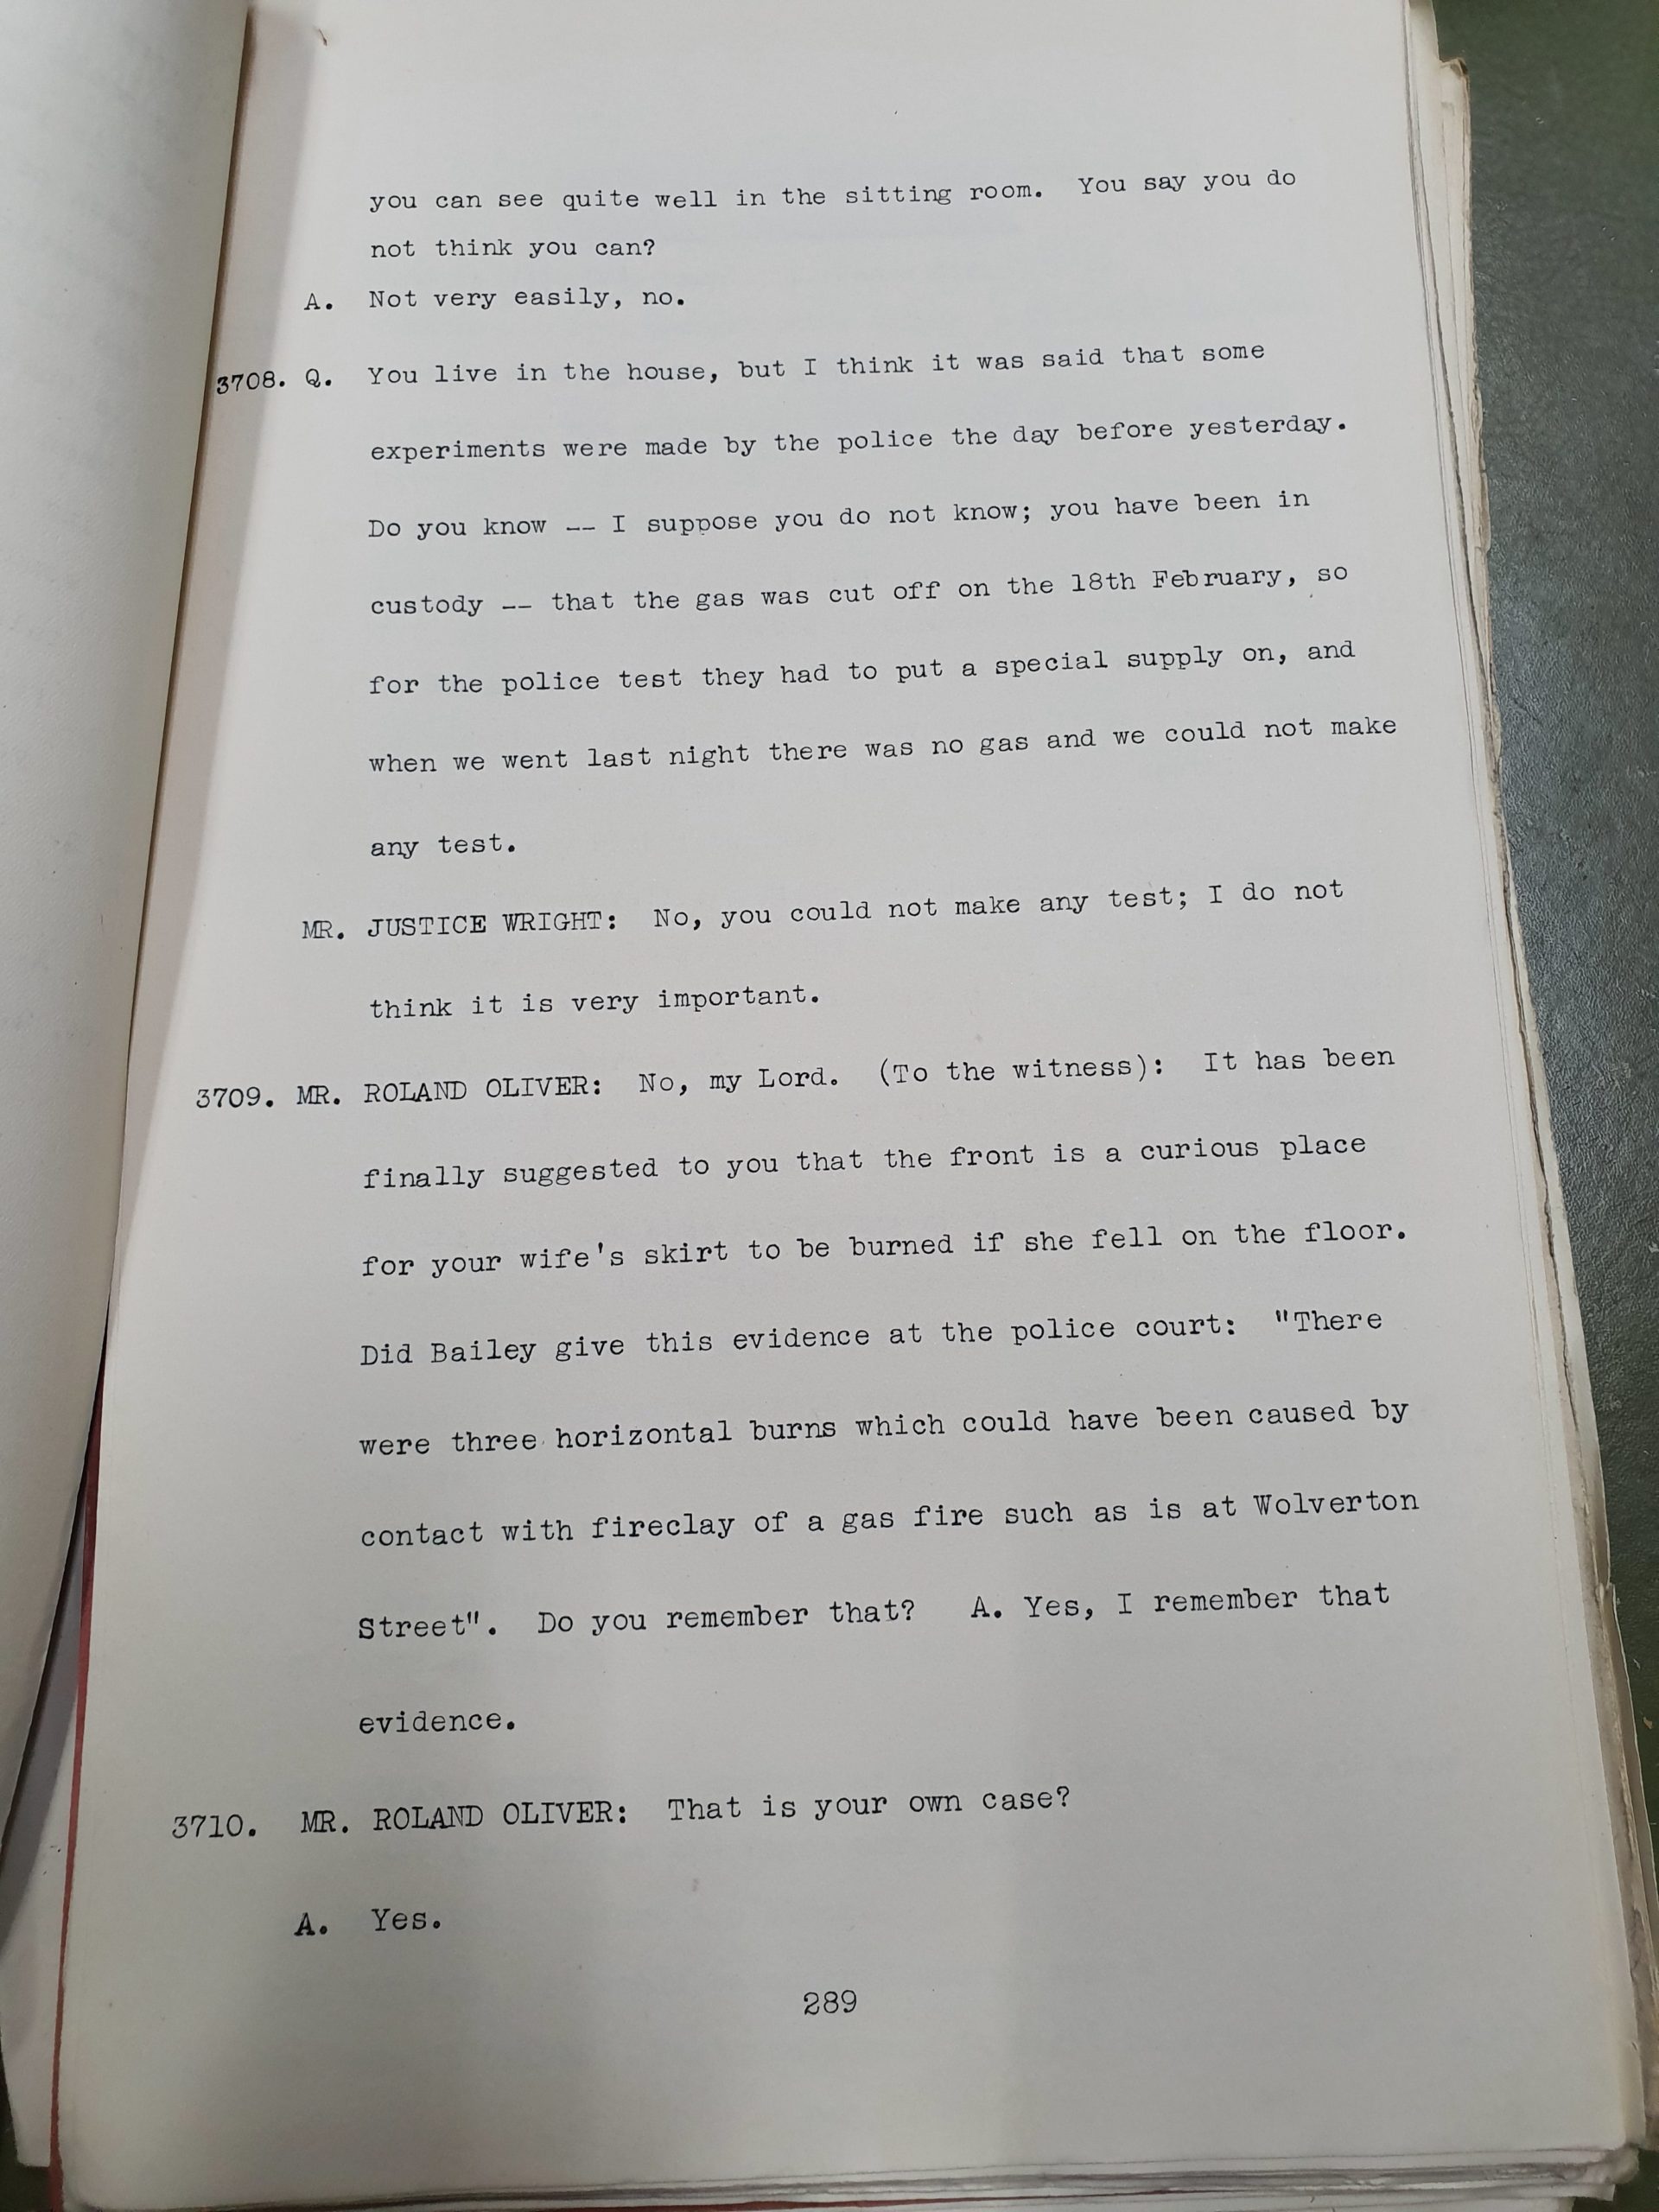 you can see quite well in the sitting room. You say you do
not think you can?
A. Not very easily, no.
3708. Q. You live in the house, but I think it was said that some
experiments were made by the police the day before yesterday.
Do you know -- I suppose you do not know; you have been in
custody -- that the gas was cut off on the 18th February, so
for the police test they had to put a special supply on, and
when we went last night there was no gas and we could not make
any test.
MR. JUSTICE WRIGHT: No, you could not make any test; I do not
think it is very important.
3709. MR. ROLAND OLIVER: No, my Lord. (To the witness): It has been
finally suggested to you that the front is a curious place
for your wife's skirt to be burned if she fell on the floor.
Did Bailey give this evidence at the police court: "There
were three horizontal burns which could have been caused by
contact with fireclay of a gas fire such as is at Wolverton
Street". Do you remember that? A. Yes, I remember that
evidence.
3710. MR. ROLAND OLIVER: That is your own case?
A. Yes.
289